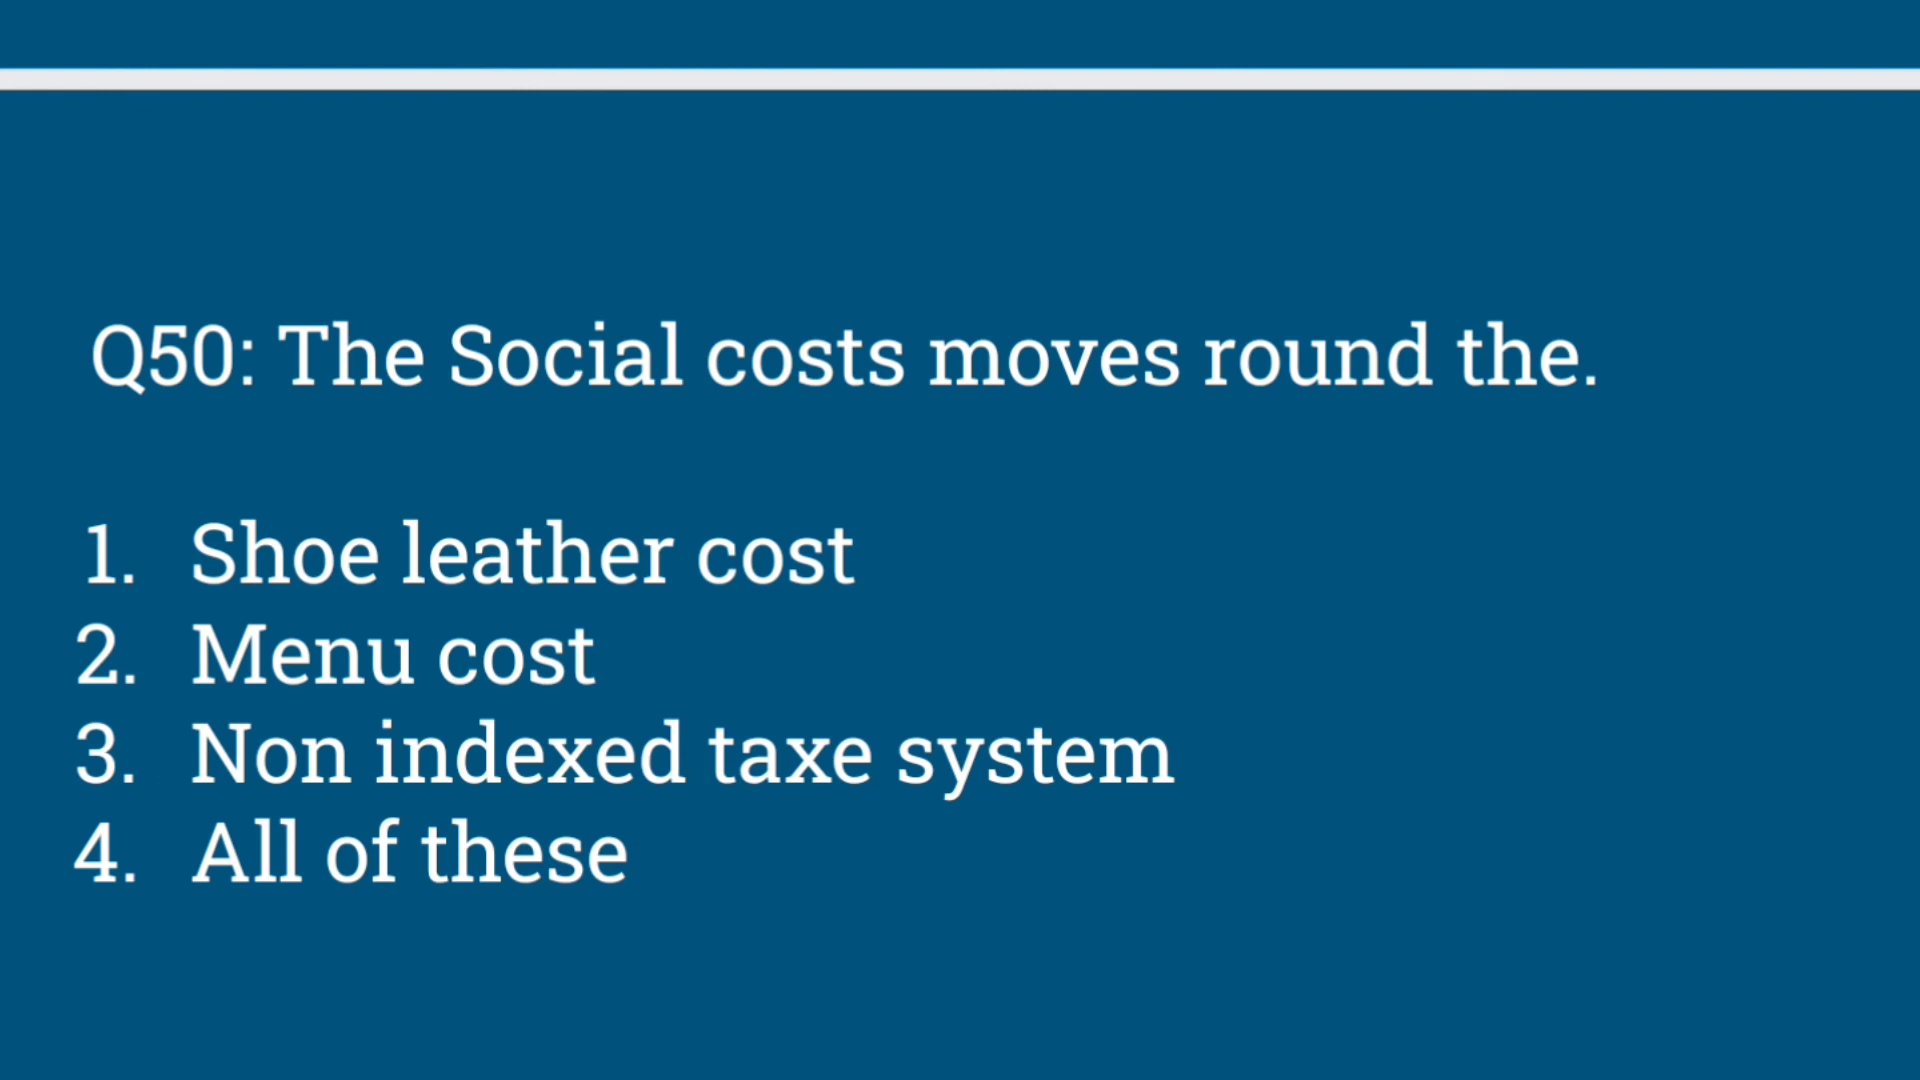 Q50: The Social costs moves round the.
1. Shoe leather cost
2. Menu cost
3. Non indexed taxe system
4. All of these